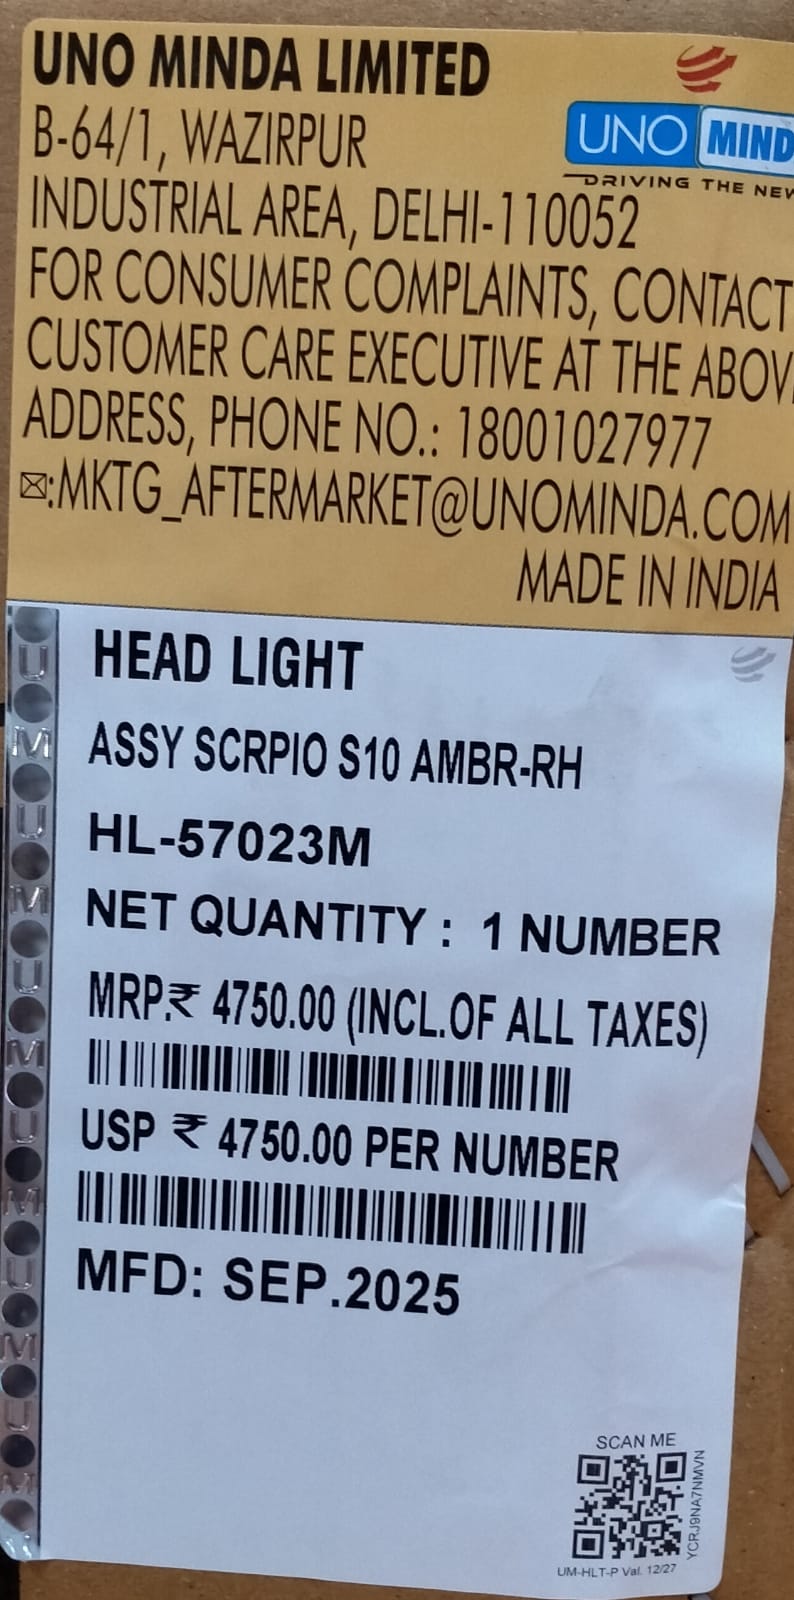 UNO MINDA LIMITED
UNO MIND
DRIVING THE NEW
B-64/1, WAZIRPUR
INDUSTRIAL AREA, DELHI-110052
FOR CONSUMER COMPLAINTS, CONTACT
CUSTOMER CARE EXECUTIVE AT THE ABOV
ADDRESS, PHONE NO.: 18001027977
✉:MKTG_AFTERMARKET@UNOMINDA.COM
MADE IN INDIA
HEAD LIGHT
ASSY SCRPIO S10 AMBR-RH
HL-57023M
NET QUANTITY : 1 NUMBER
MRP.₹ 4750.00 (INCL.OF ALL TAXES)
USP ₹ 4750.00 PER NUMBER
MFD: SEP.2025
SCAN ME
YCRJ9NA7NMVN
UM-HLT-P Val. 12/27
U
M
U
M
U
M
U
M
U
M
U
M